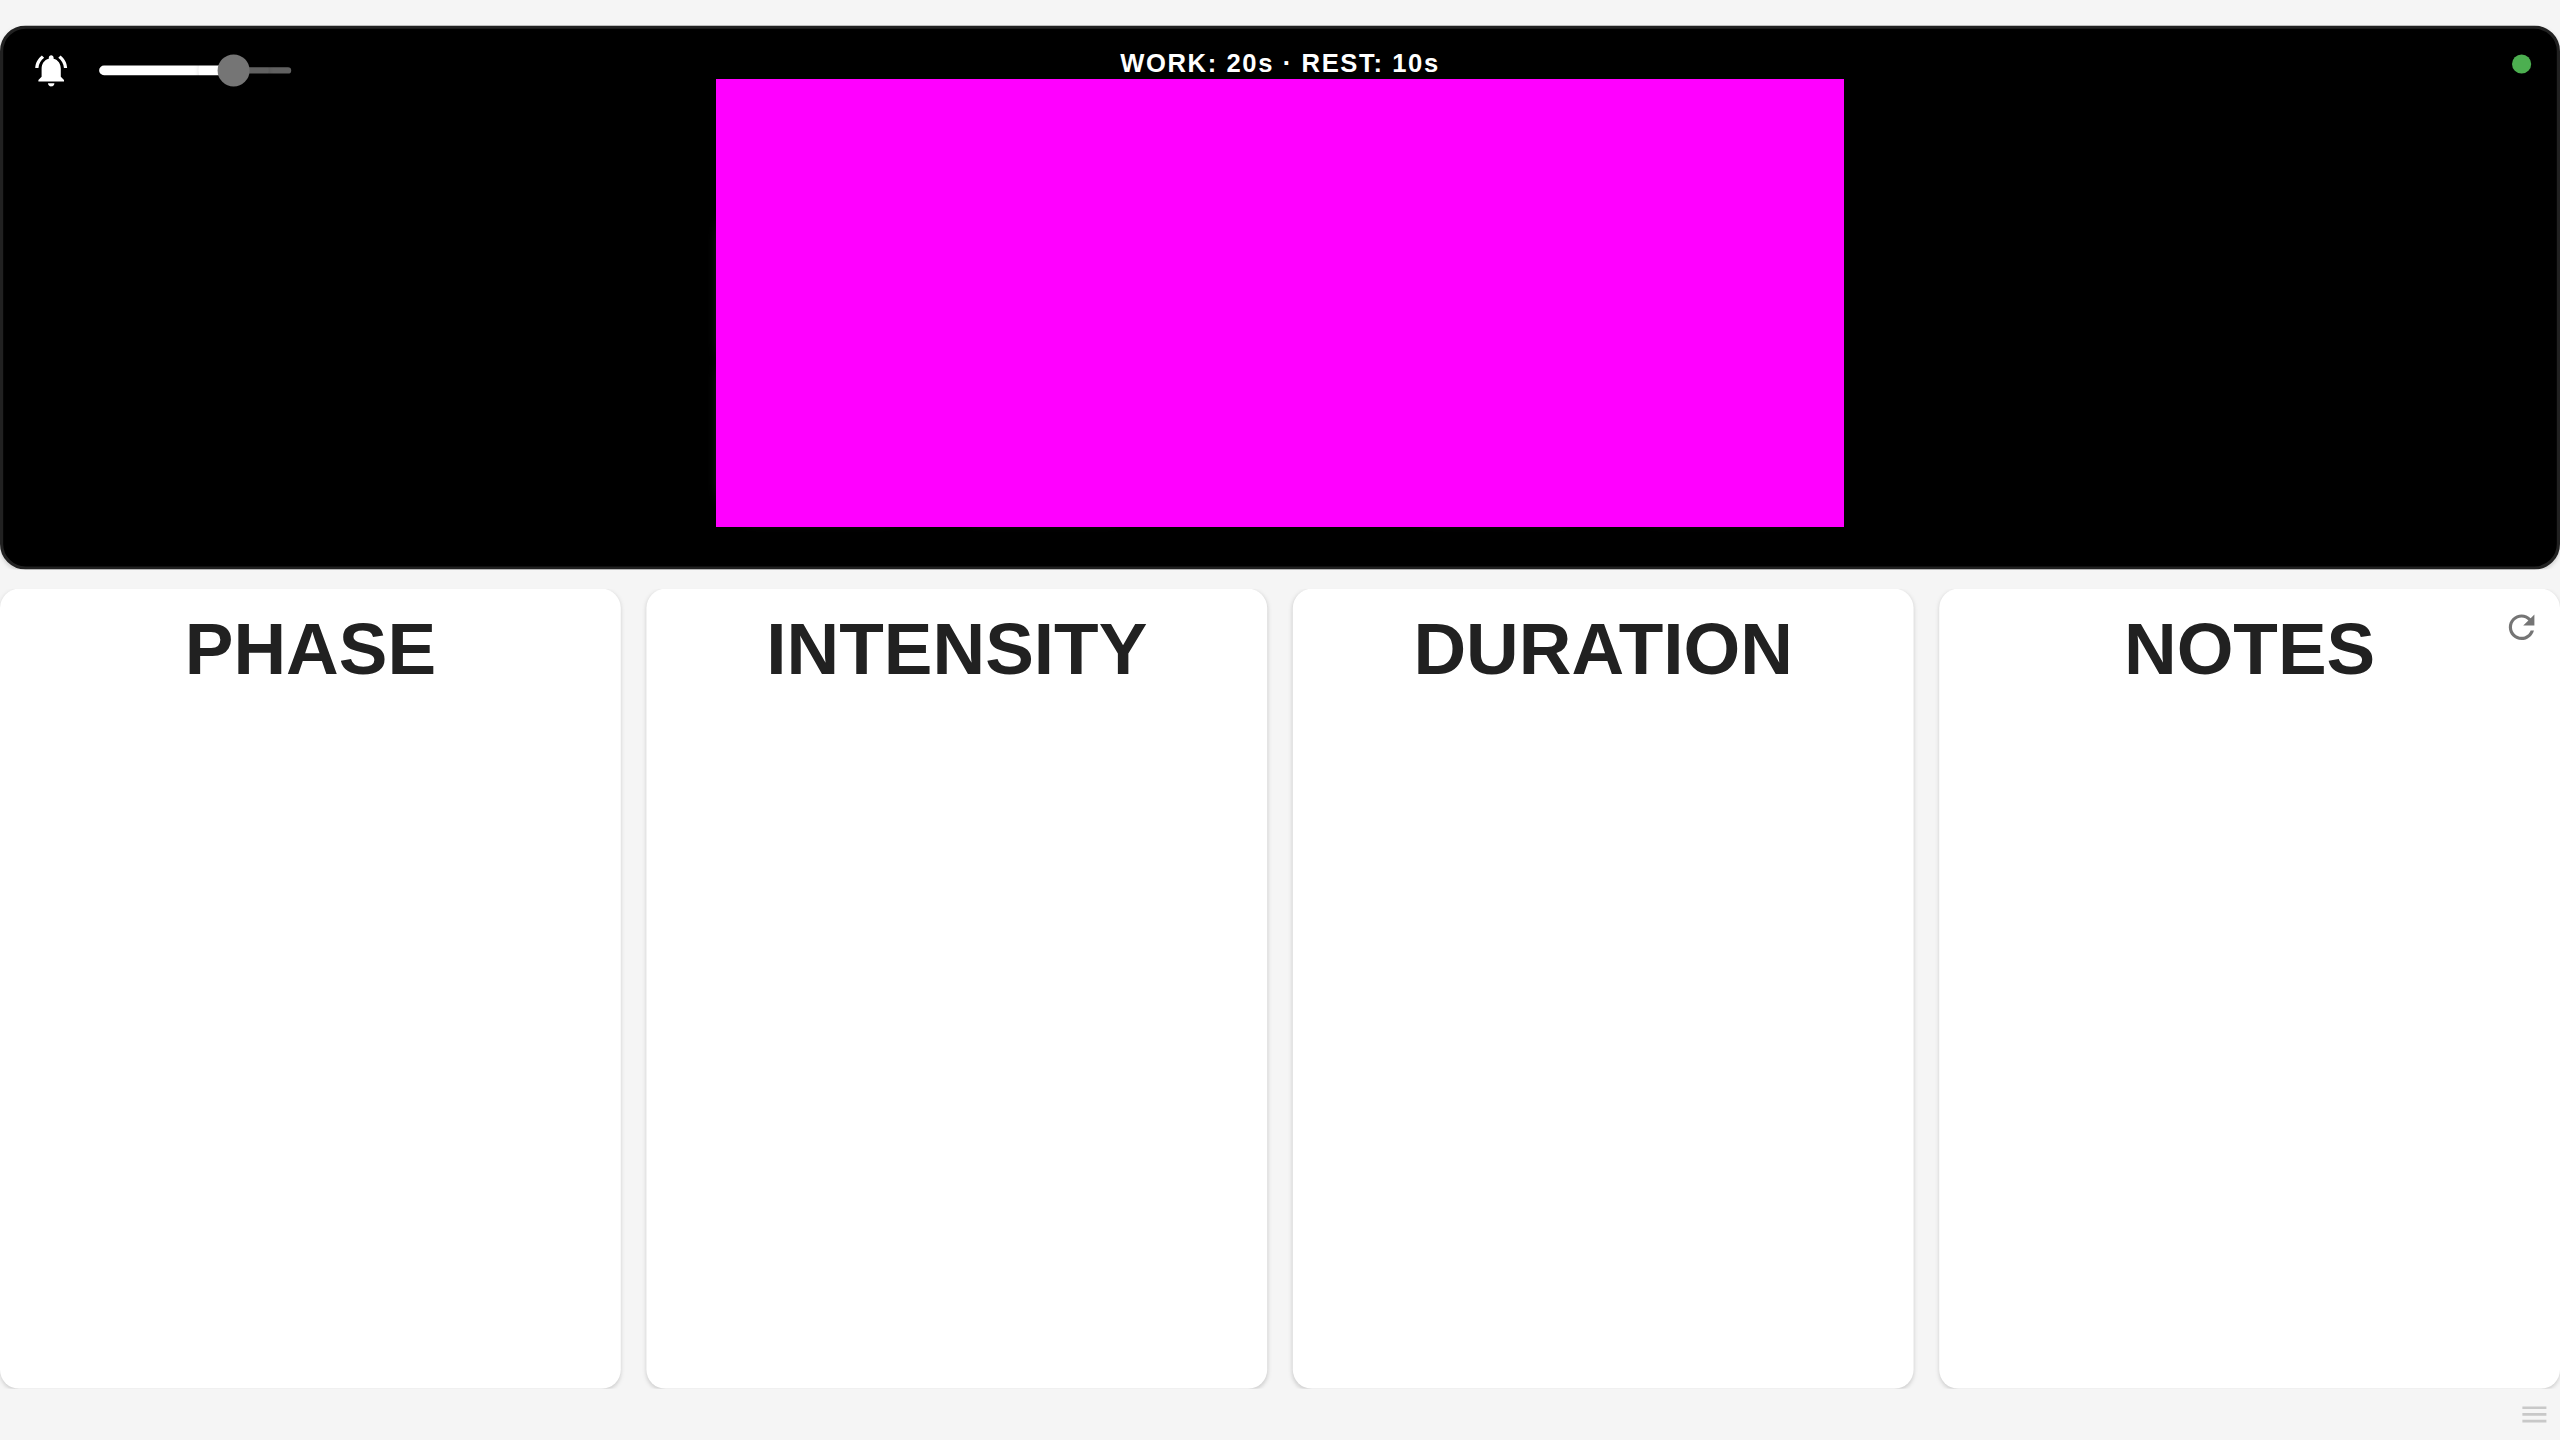 WORK: 20s · REST: 10s
PHASE
INTENSITY
DURATION
NOTES